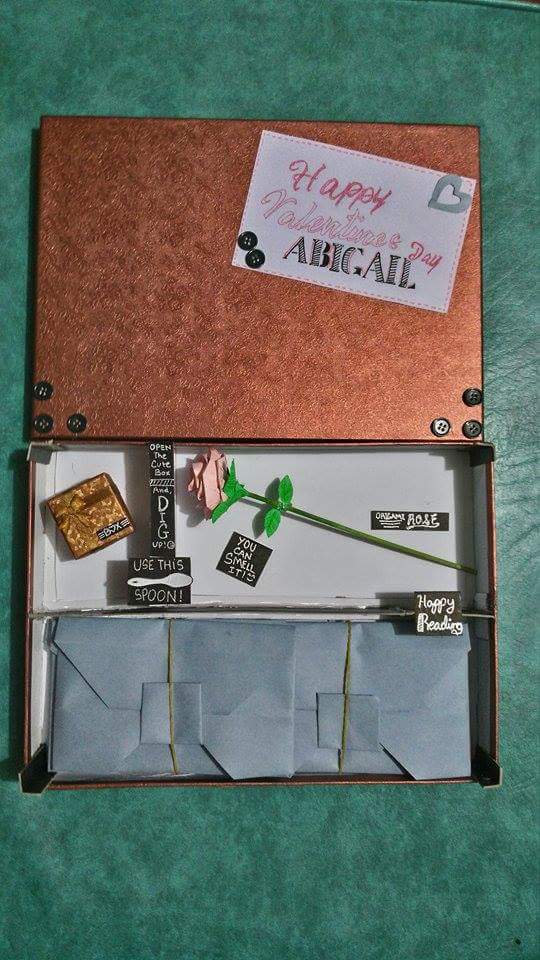 Happy
Valentines Day
ABIGAIL
OPEN
The
Cute
Box
And,
DIG
UP!
BOX
USE THIS
SPOON!
YOU
CAN
SMELL
IT!
ORIGAMI ROSE
Happy
Reading